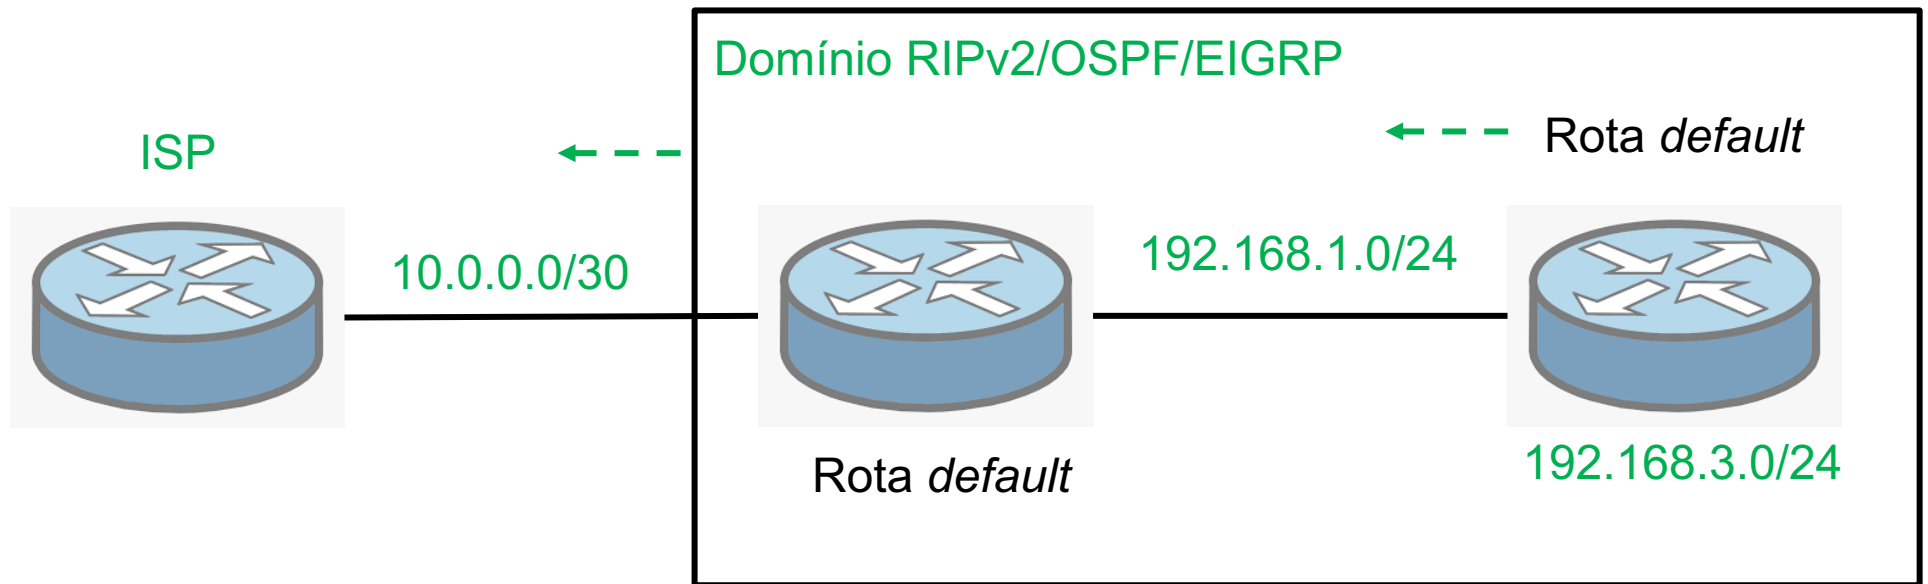 Domínio RIPv2/OSPF/EIGRP
ISP
Rota default
10.0.0.0/30
192.168.1.0/24
Rota default
192.168.3.0/24